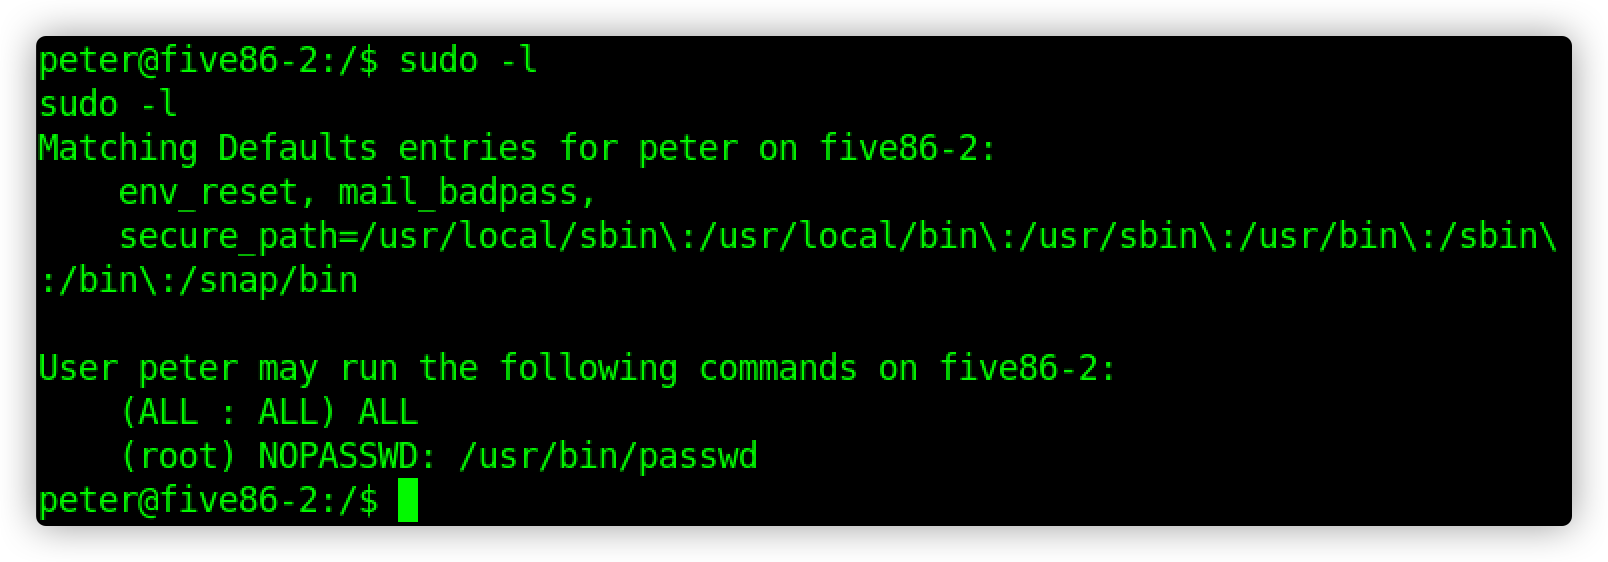 peter@five86-2:/$ sudo -l
sudo -l
Matching Defaults entries for peter on five86-2:
    env_reset, mail_badpass,
    secure_path=/usr/local/sbin\:/usr/local/bin\:/usr/sbin\:/usr/bin\:/sbin\
:/bin\:/snap/bin

User peter may run the following commands on five86-2:
    (ALL : ALL) ALL
    (root) NOPASSWD: /usr/bin/passwd
peter@five86-2:/$